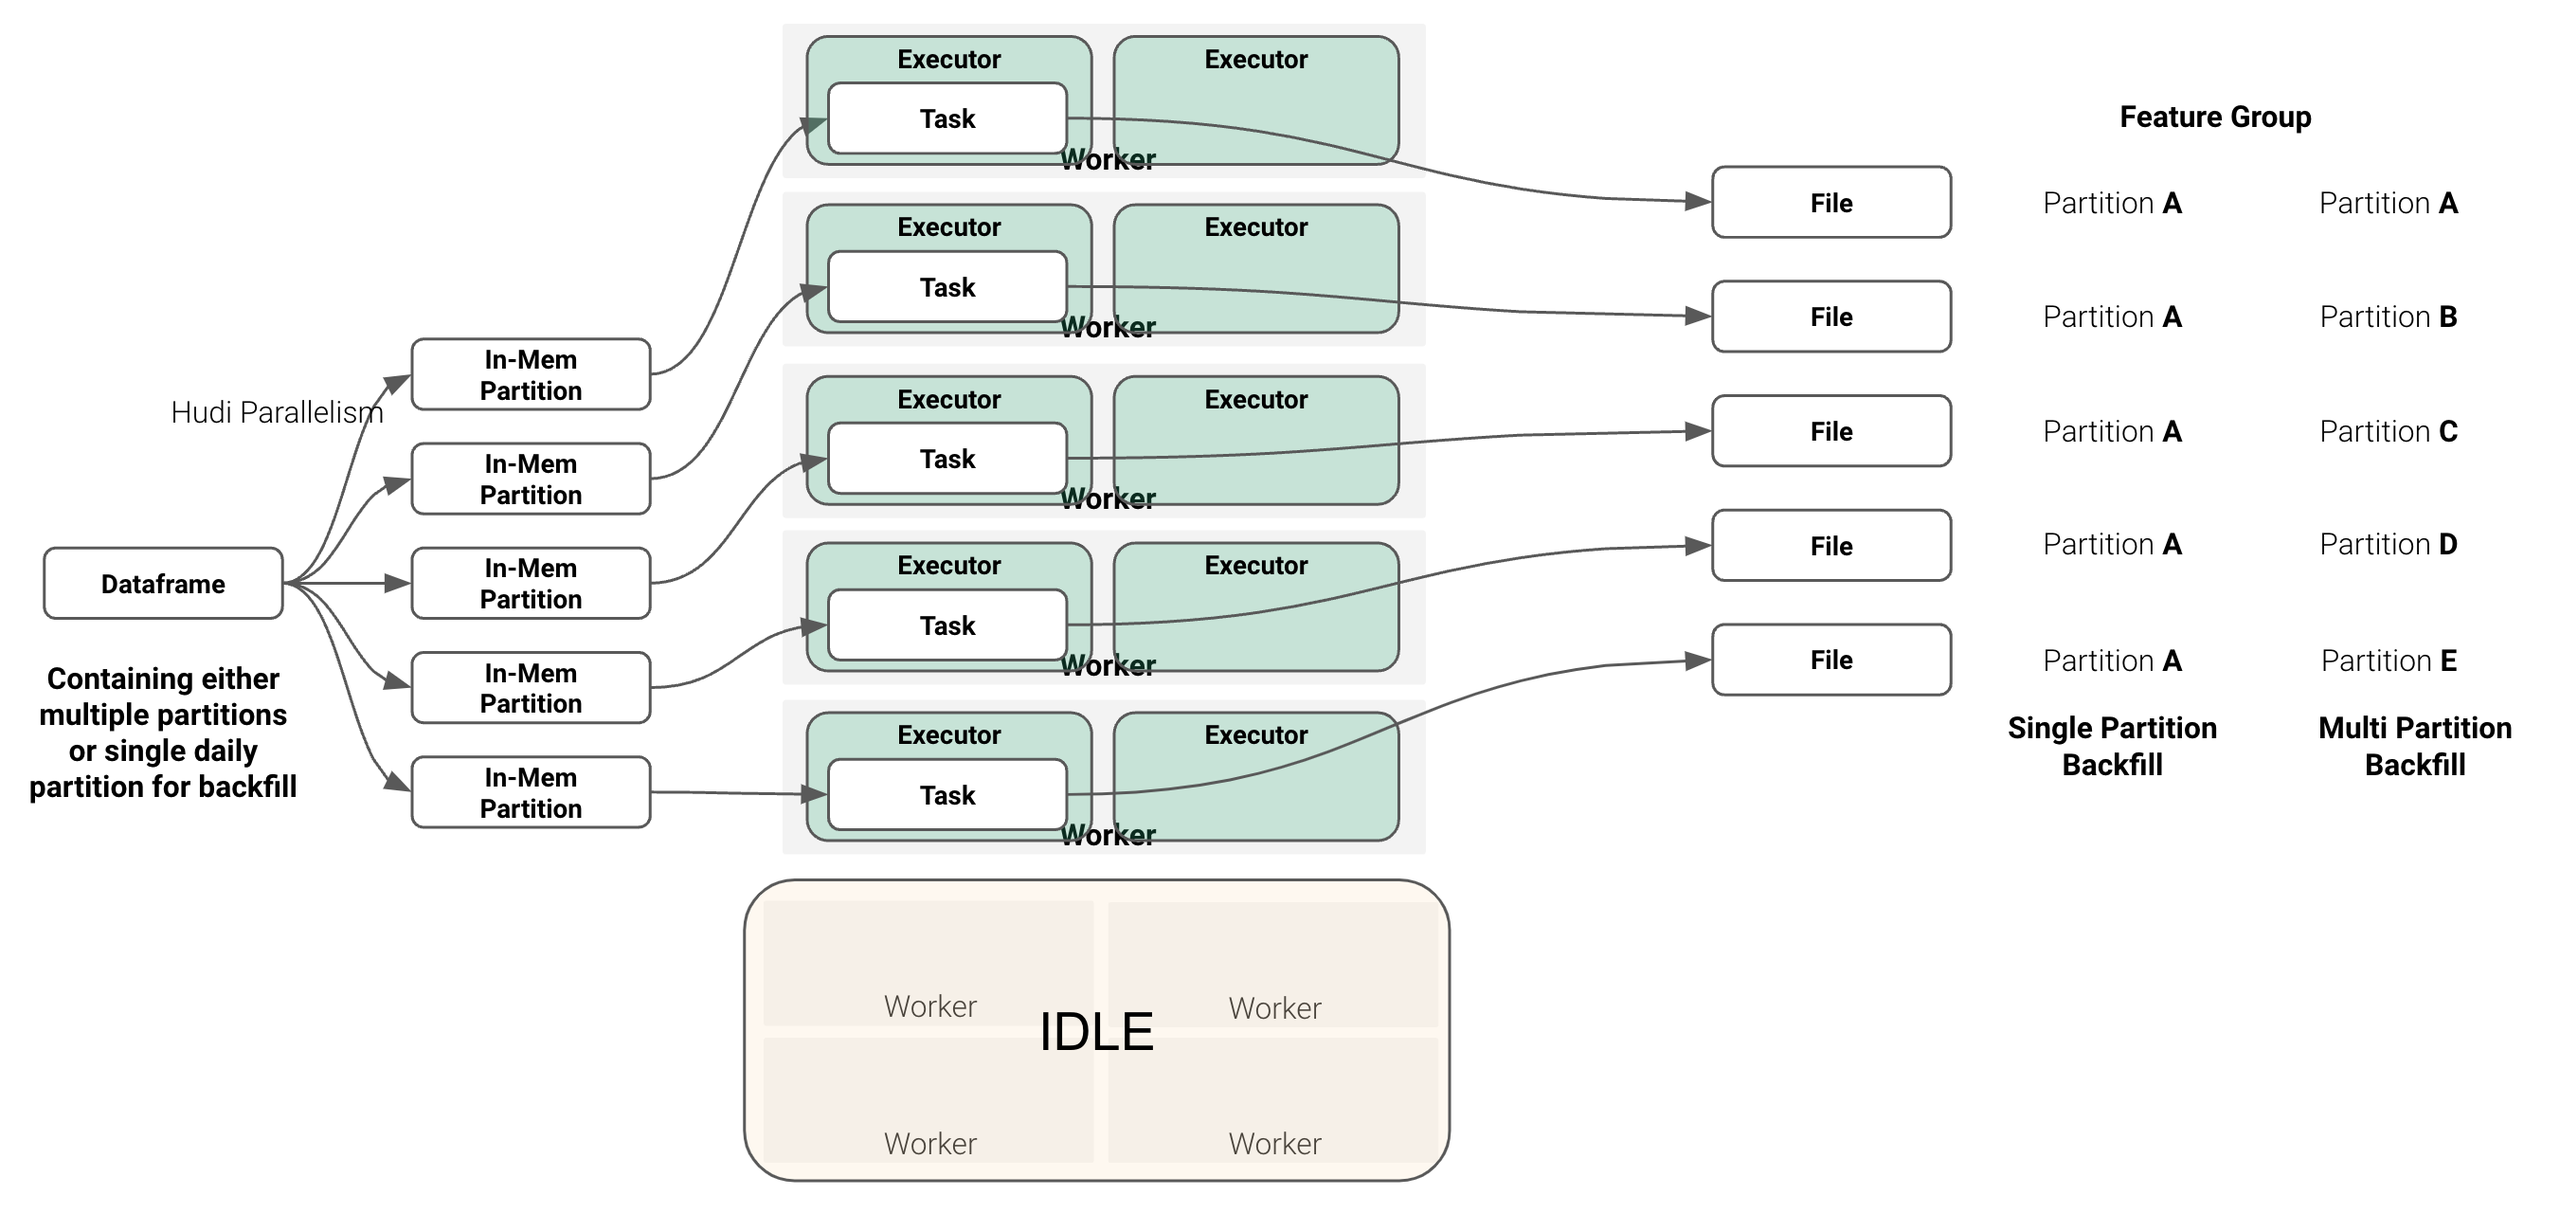 Executor
Executor
Task
Worker
Executor
Executor
Task
Worker
Executor
Executor
Task
Worker
Executor
Executor
Task
Worker
Executor
Executor
Task
Worker
Hudi Parallelism
In-Mem
Partition
In-Mem
Partition
In-Mem
Partition
In-Mem
Partition
In-Mem
Partition
Dataframe
Containing either
multiple partitions
or single daily
partition for backfill
Feature Group
File
Partition A
Partition A
File
Partition A
Partition B
File
Partition A
Partition C
File
Partition A
Partition D
File
Partition A
Partition E
Single Partition
Backfill
Multi Partition
Backfill
Worker
Worker
IDLE
Worker
Worker